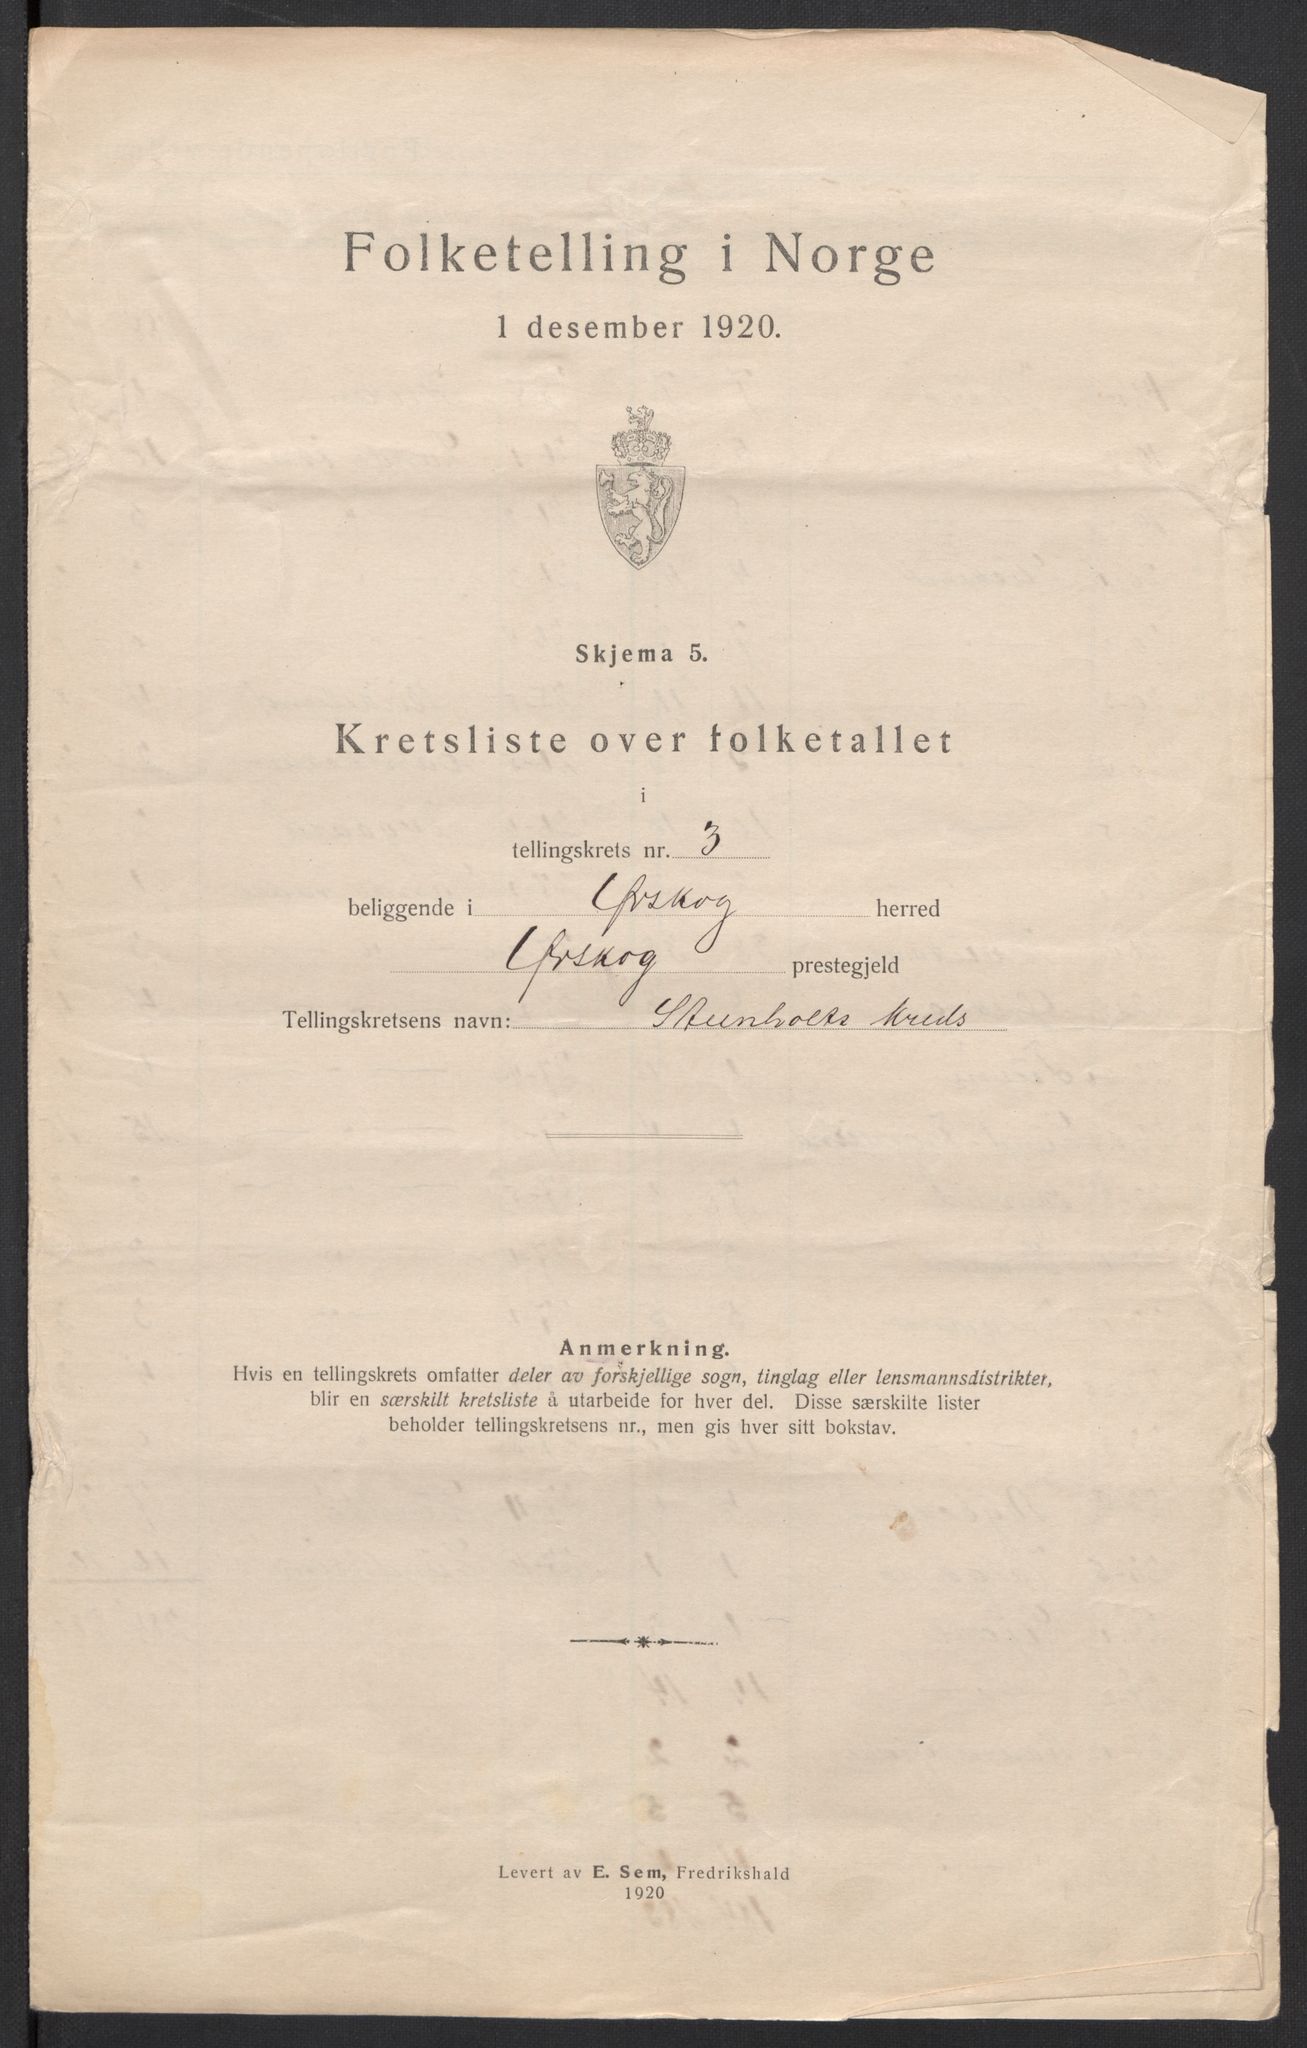 Folketelling i Norge
1 desember 1920.
Skjema 5.
Kretsliste over folketallet
i
tellingskrets nr. 3
beliggende i Ørskog herred
Ørskog prestegjeld
Tellingskretsens navn: Stenholts Kreds
Anmerkning.
Hvis en tellingskrets omfatter deler av forskjellige sogn, tinglag eller lensmannsdistrikter,
blir en særskilt kretsliste å utarbeide for hver del. Disse særskilte lister
beholder tellingskretsens nr., men gis hver sitt bokstav.
Levert av E. Sem, Fredrikshald
1920